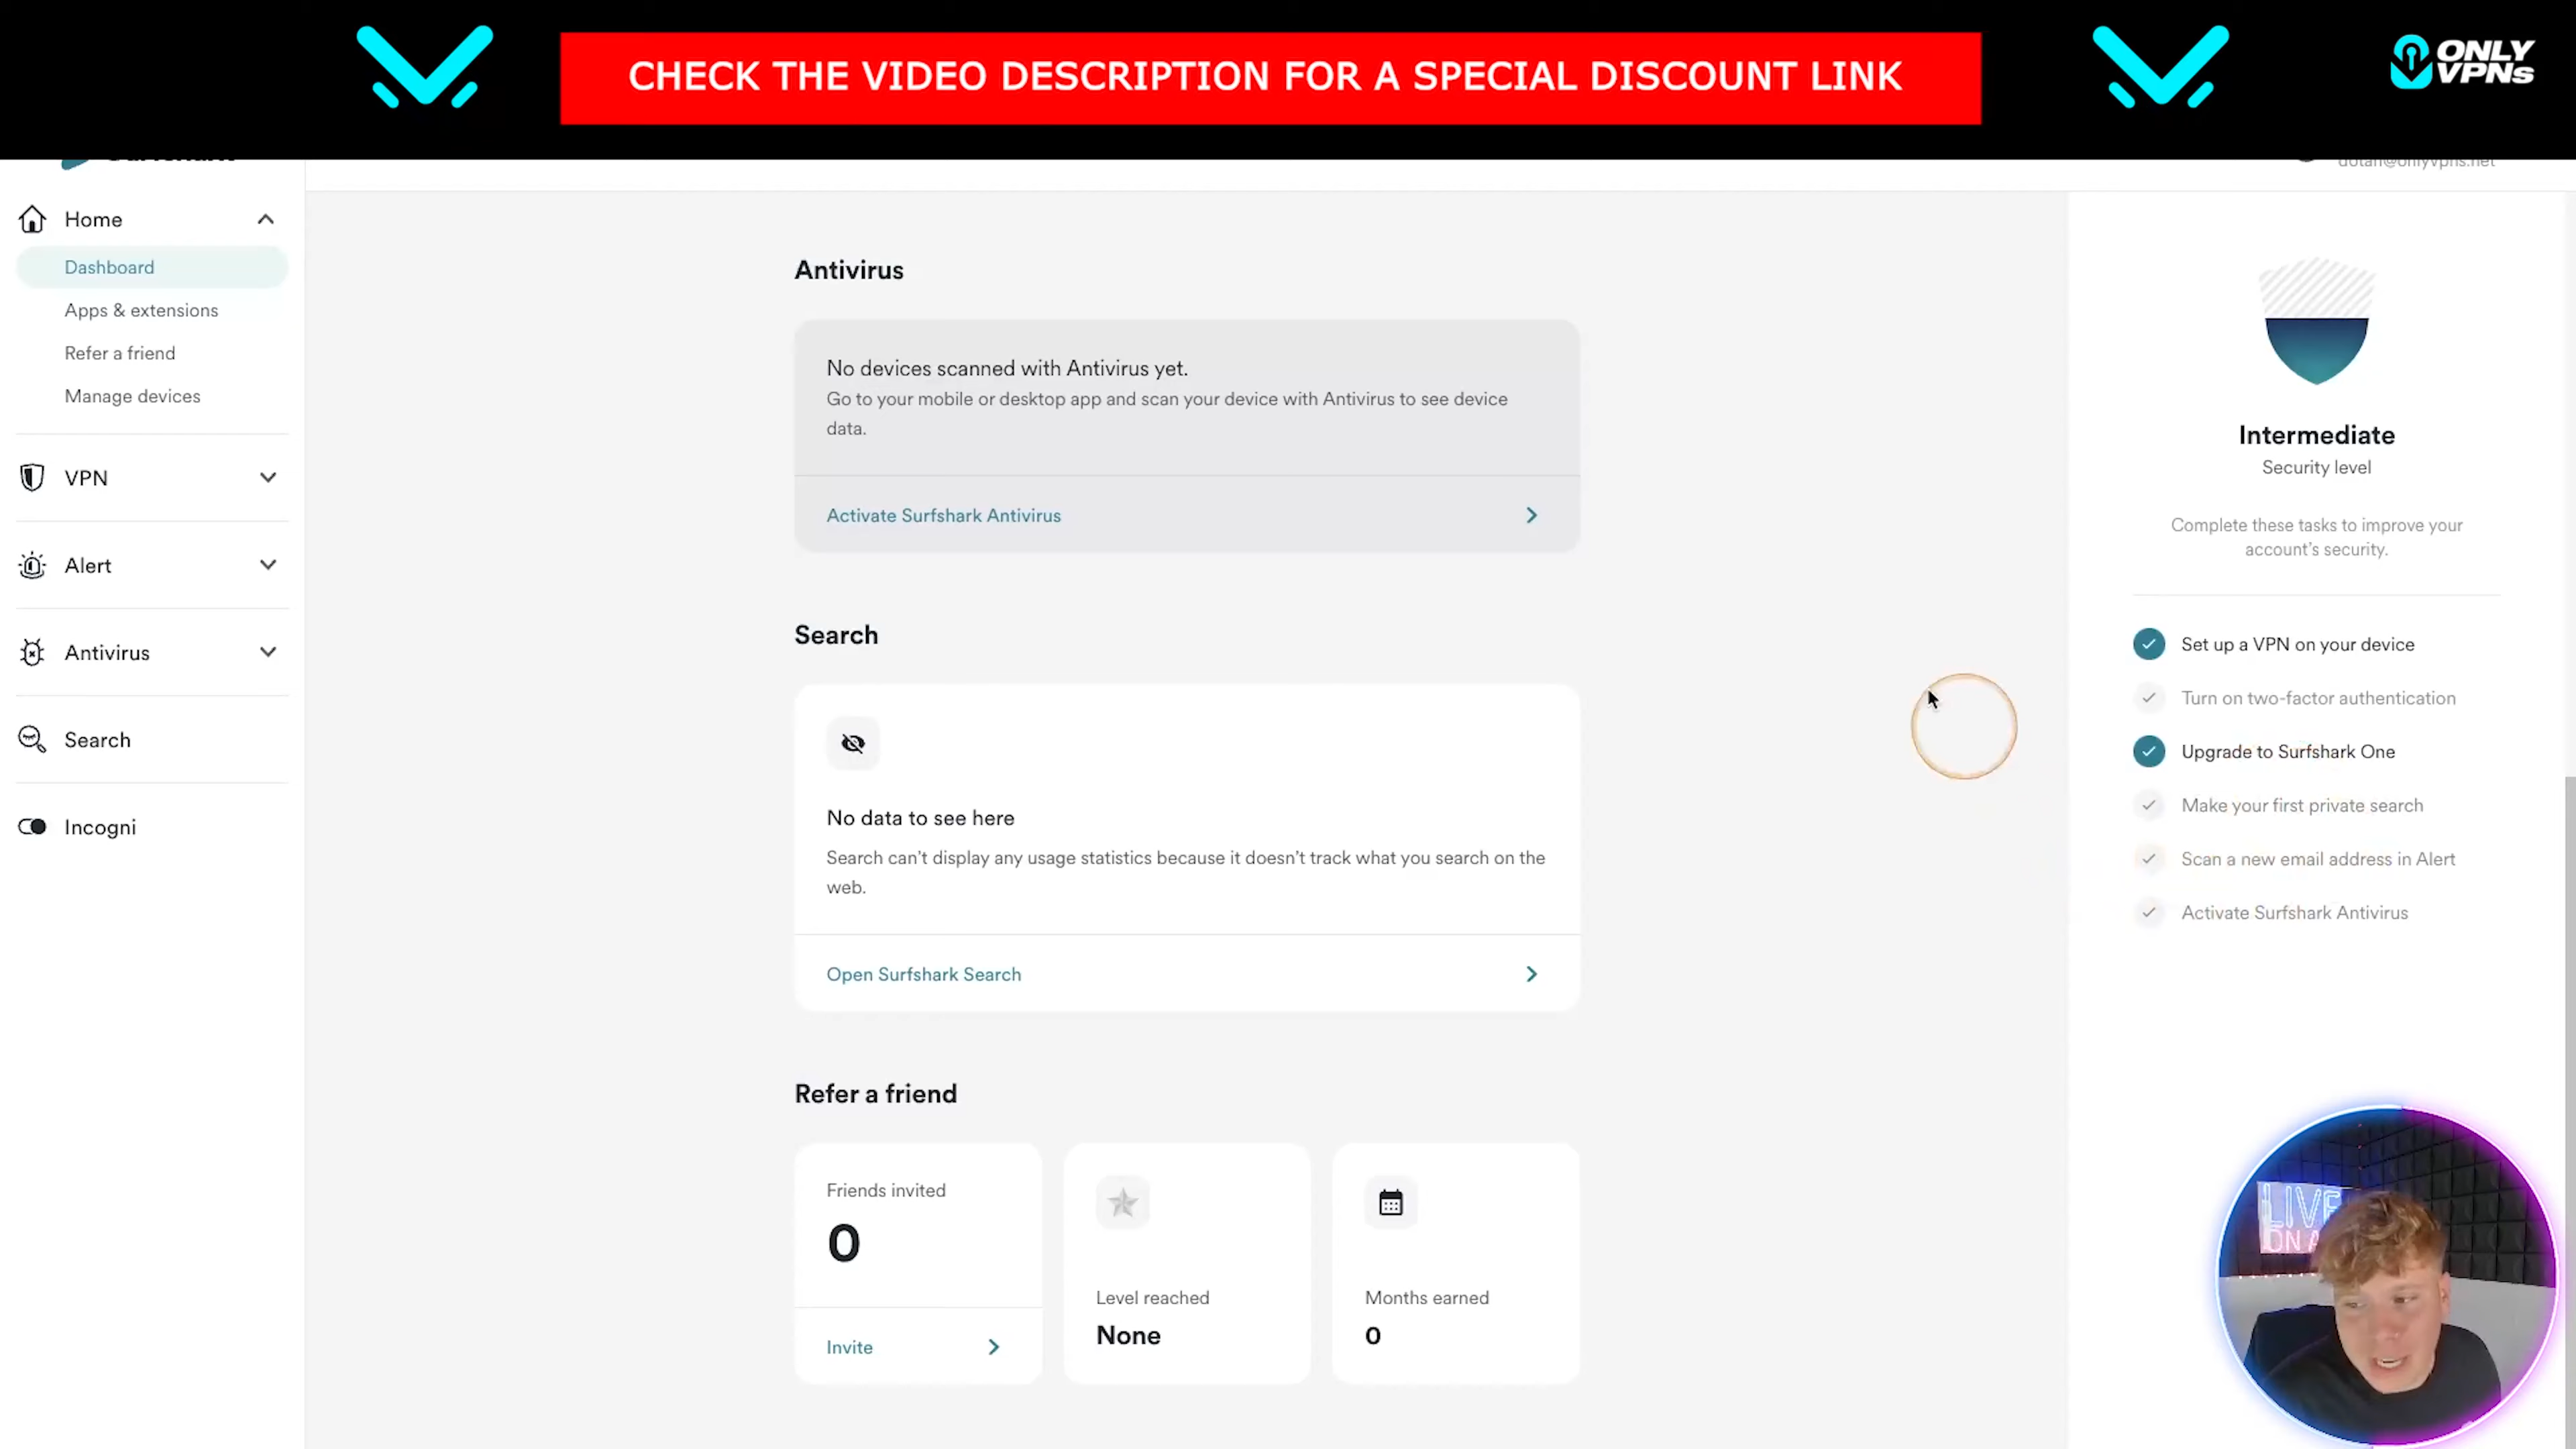 CHECK THE VIDEO DESCRIPTION FOR A SPECIAL DISCOUNT LINK
ONLY
VPNs
Home
Dashboard
Apps & extensions
Refer a friend
Manage devices
VPN
Alert
Antivirus
Search
Incogni
Antivirus
No devices scanned with Antivirus yet.
Go to your mobile or desktop app and scan your device with Antivirus to see device
data.
Activate Surfshark Antivirus
Search
No data to see here
Search can't display any usage statistics because it doesn't track what you search on the
web.
Open Surfshark Search
Refer a friend
Friends invited
0
Invite
Level reached
None
Months earned
0
Intermediate
Security level
Complete these tasks to improve your
account's security.
Set up a VPN on your device
Turn on two-factor authentication
Upgrade to Surfshark One
Make your first private search
Scan a new email address in Alert
Activate Surfshark Antivirus
LIVE
ON A